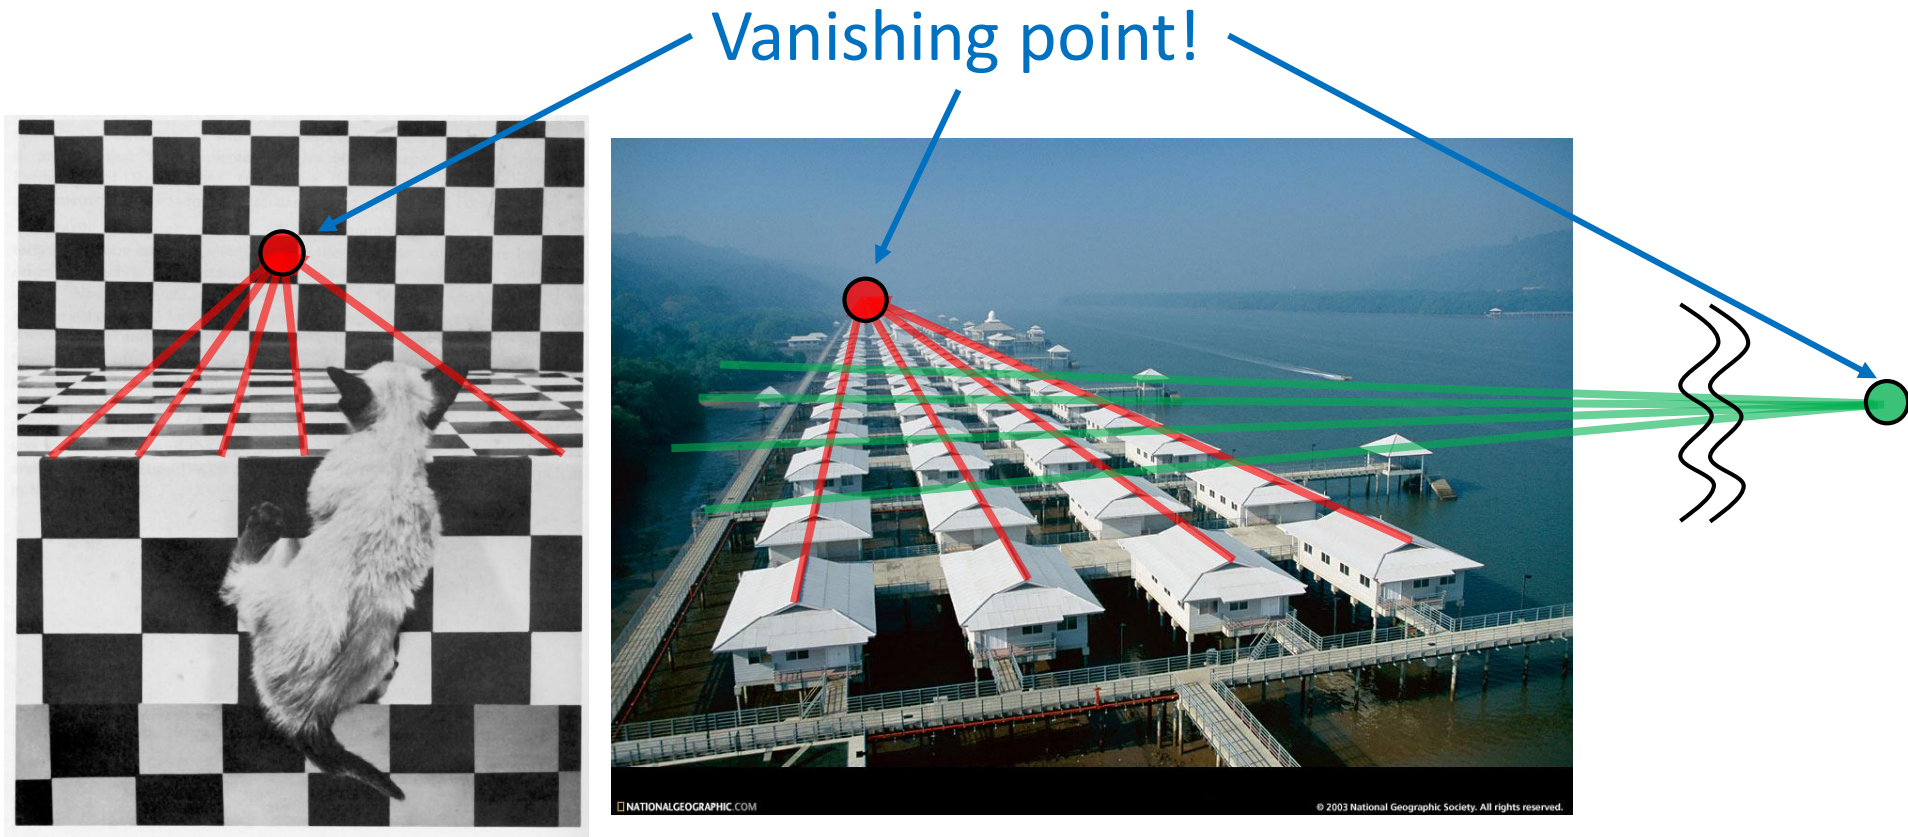 Vanishing point!
NATIONALGEOGRAPHIC.COM
© 2003 National Geographic Society. All rights reserved.